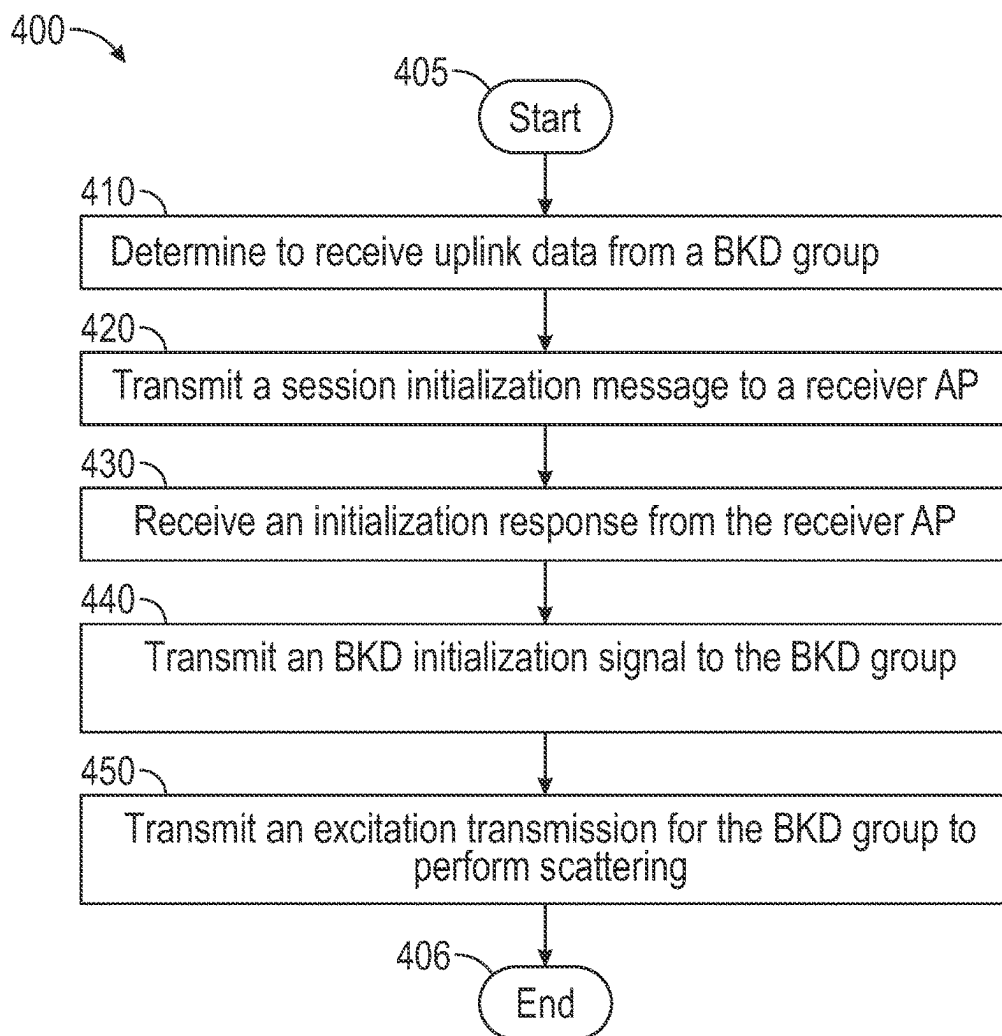 400
405
Start
410
Determine to receive uplink data from a BKD group
420
Transmit a session initialization message to a receiver AP
430
Receive an initialization response from the receiver AP
440
Transmit an BKD initialization signal to the BKD group
450
Transmit an excitation transmission for the BKD group to
perform scattering
406
End